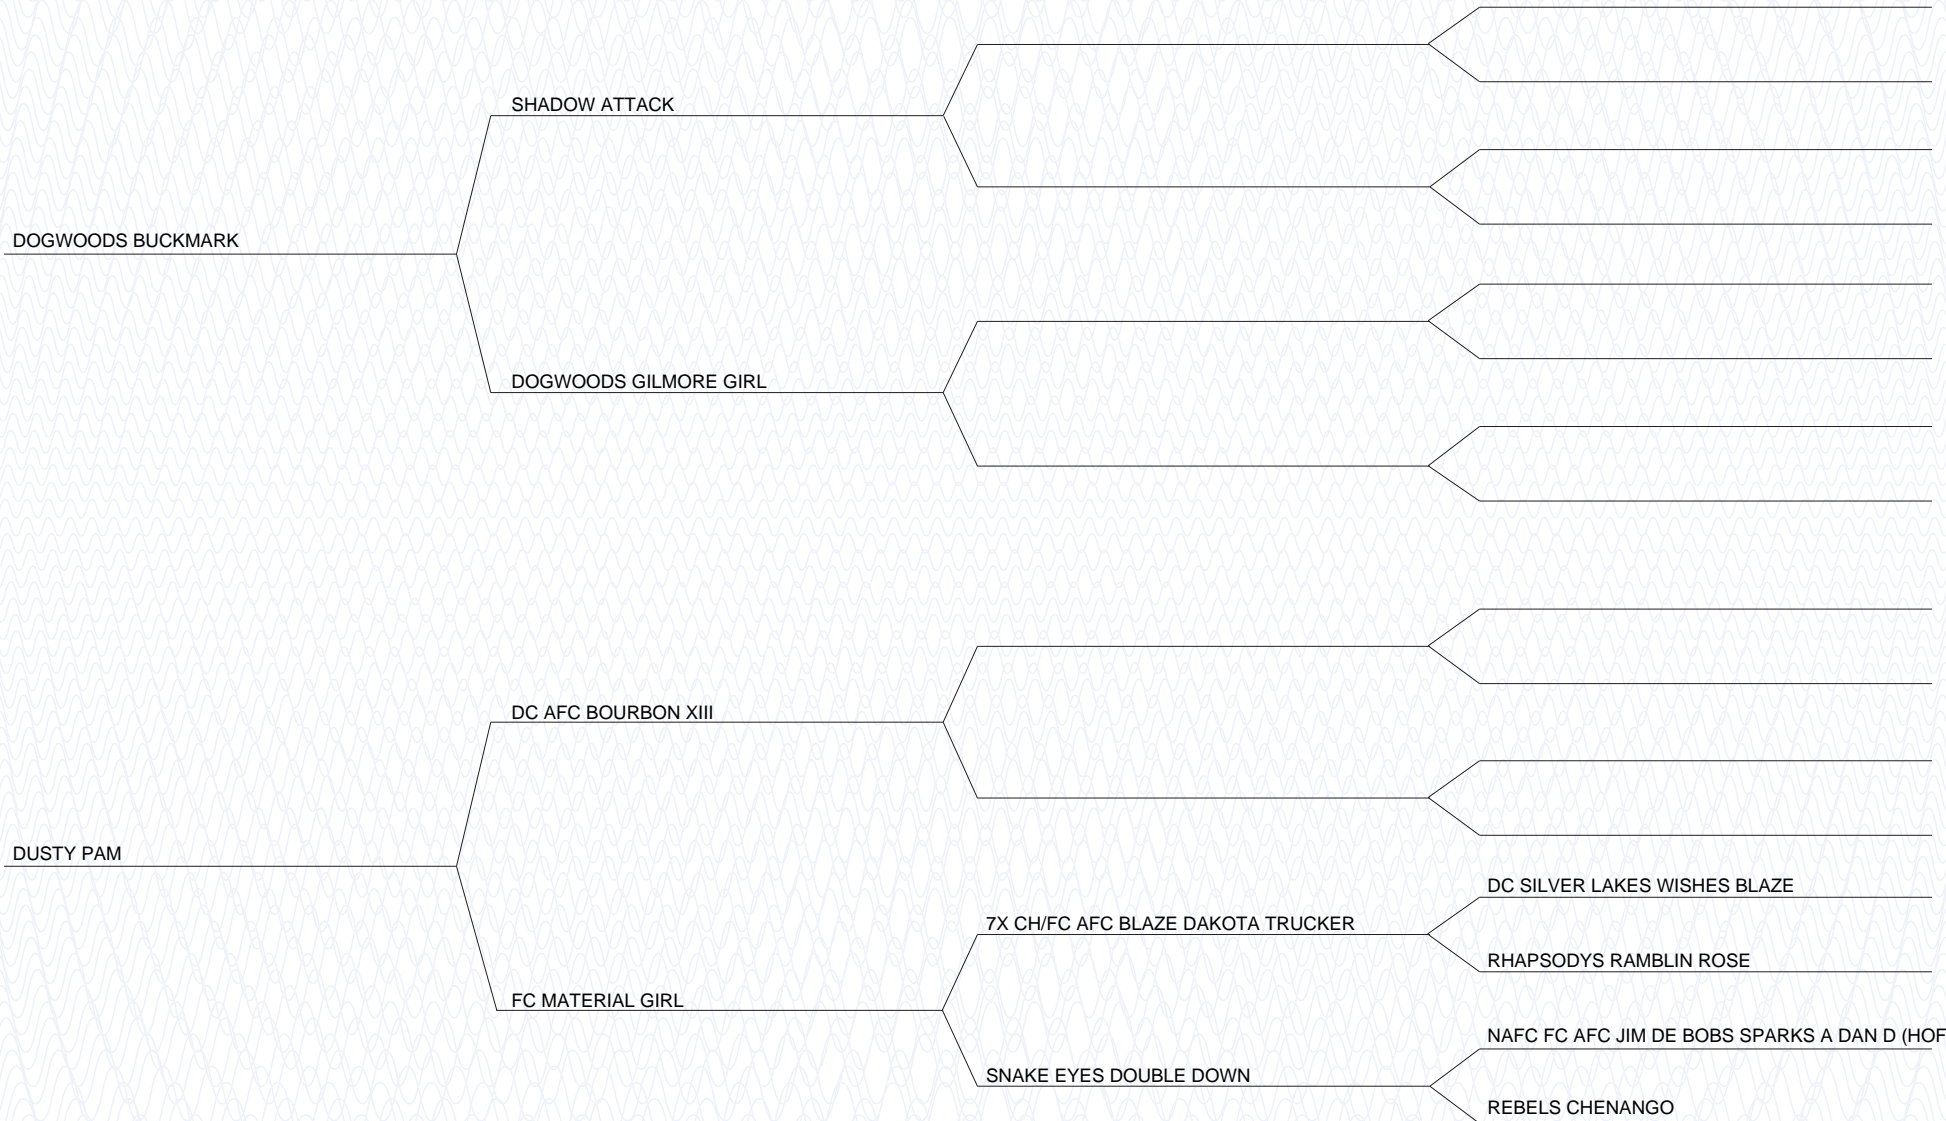 SHADOW ATTACK
DOGWOODS BUCKMARK
DOGWOODS GILMORE GIRL
DC AFC BOURBON XIII
DUSTY PAM
DC SILVER LAKES WISHES BLAZE
7X CH/FC AFC BLAZE DAKOTA TRUCKER
RHAPSODYS RAMBLIN ROSE
FC MATERIAL GIRL
NAFC FC AFC JIM DE BOBS SPARKS A DAN D (HOF
SNAKE EYES DOUBLE DOWN
REBELS CHENANGO